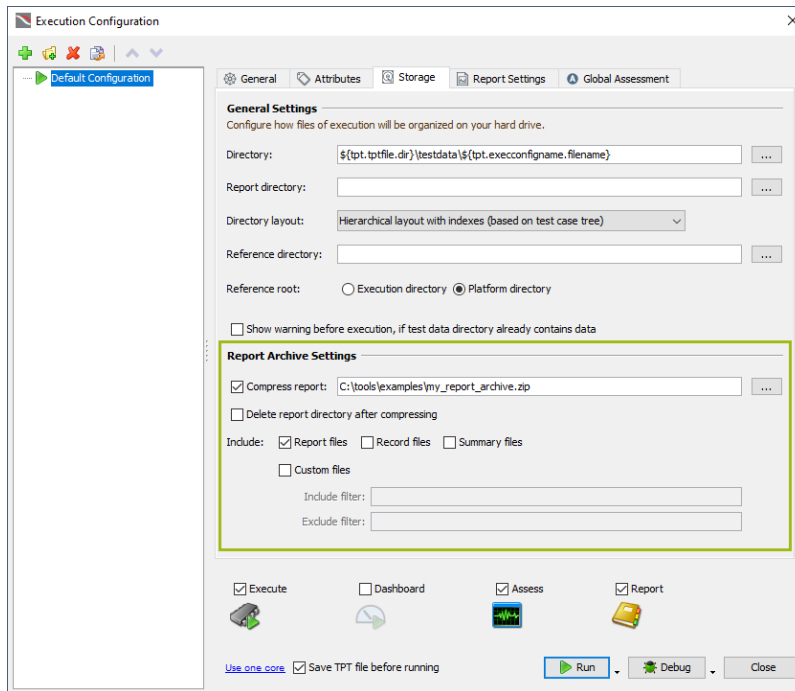 Execution Configuration
Default Configuration
General Attributes Storage Report Settings Global Assessment
General Settings
Configure how files of execution will be organized on your hard drive.
Directory: ${tpt.tptfile.dir}\testdata\${tpt.execconfigname.filename} ...
Report directory: ...
Directory layout: Hierarchical layout with indexes (based on test case tree)
Reference directory: ...
Reference root: Execution directory Platform directory
Show warning before execution, if test data directory already contains data
Report Archive Settings
Compress report: C:\tools\examples\my_report_archive.zip ...
Delete report directory after compressing
Include: Report files Record files Summary files
Custom files
Include filter:
Exclude filter:
Execute Dashboard Assess Report
Use one core Save TPT file before running Run Debug Close